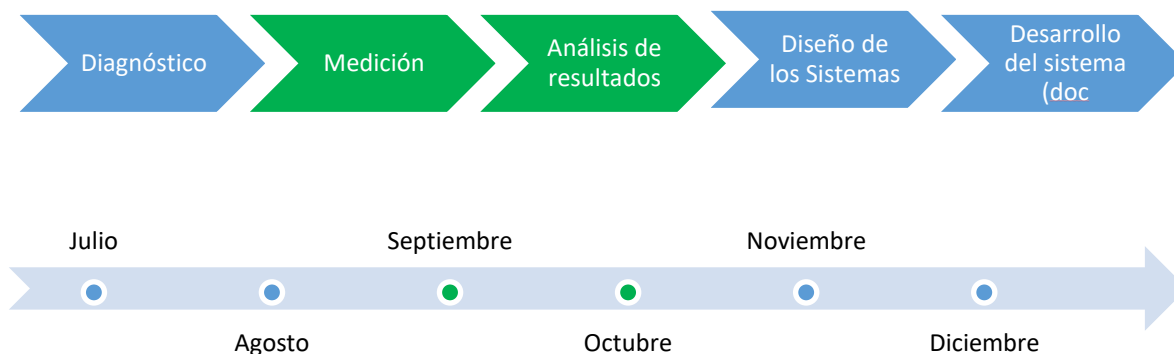 Diagnóstico
Medición
Análisis de
resultados
Diseño de
los Sistemas
Desarrollo
del sistema
(doc
Julio
Septiembre
Noviembre
Agosto
Octubre
Diciembre